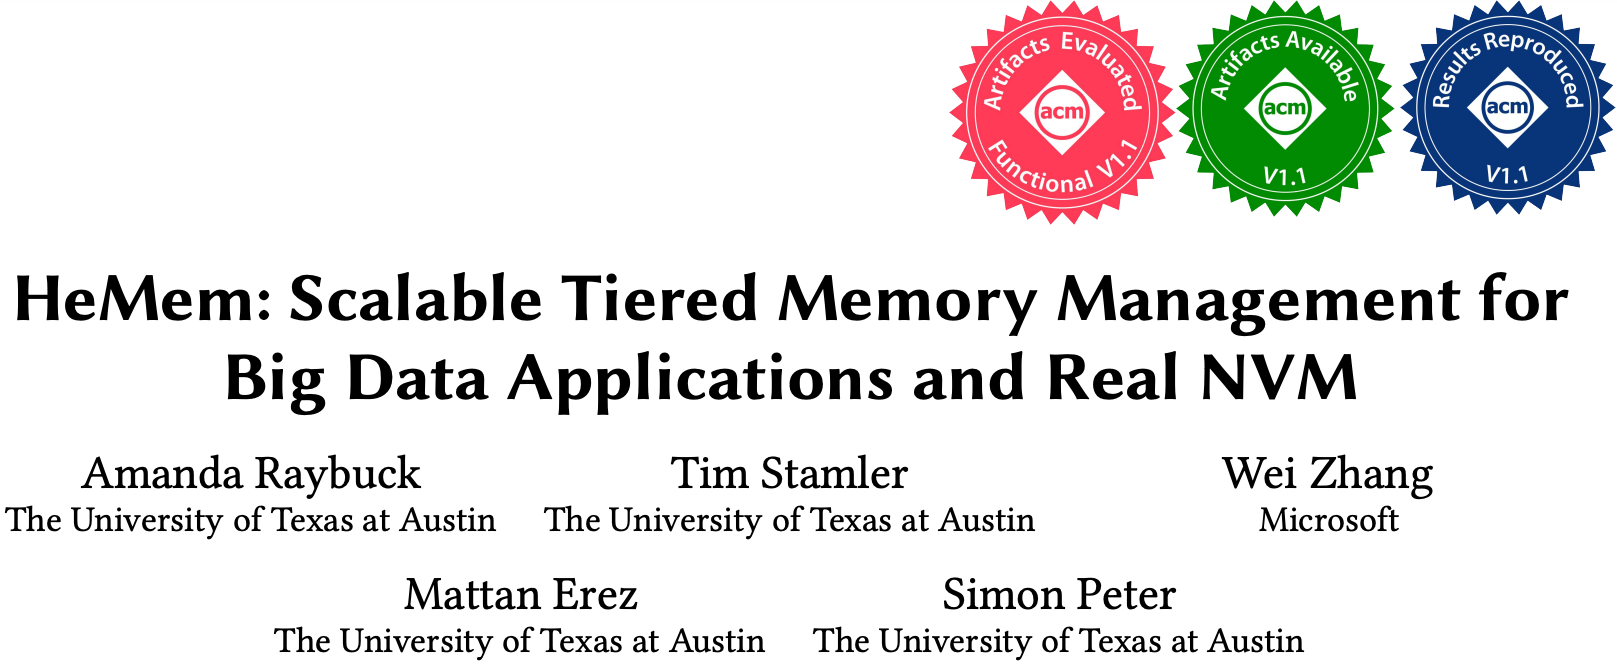 Artifacts Evaluated
acm
Functional V1.1
Artifacts Available
acm
V1.1
Results Reproduced
acm
V1.1
HeMem: Scalable Tiered Memory Management for
Big Data Applications and Real NVM
Amanda Raybuck
The University of Texas at Austin
Tim Stamler
The University of Texas at Austin
Wei Zhang
Microsoft
Mattan Erez
The University of Texas at Austin
Simon Peter
The University of Texas at Austin